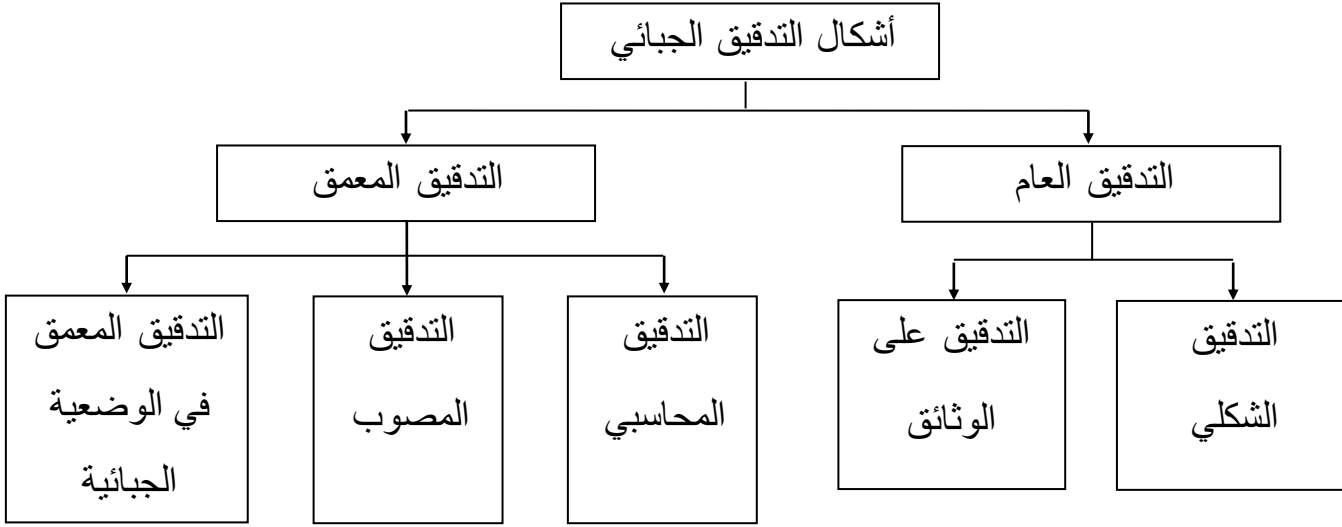 أشكال التدقيق الجبائي
التدقيق العام
التدقيق المعمق
التدقيق
الشكلي
التدقيق على
الوثائق
التدقيق
المحاسبي
التدقيق
المصوب
التدقيق المعمق
في الوضعية
الجبائية